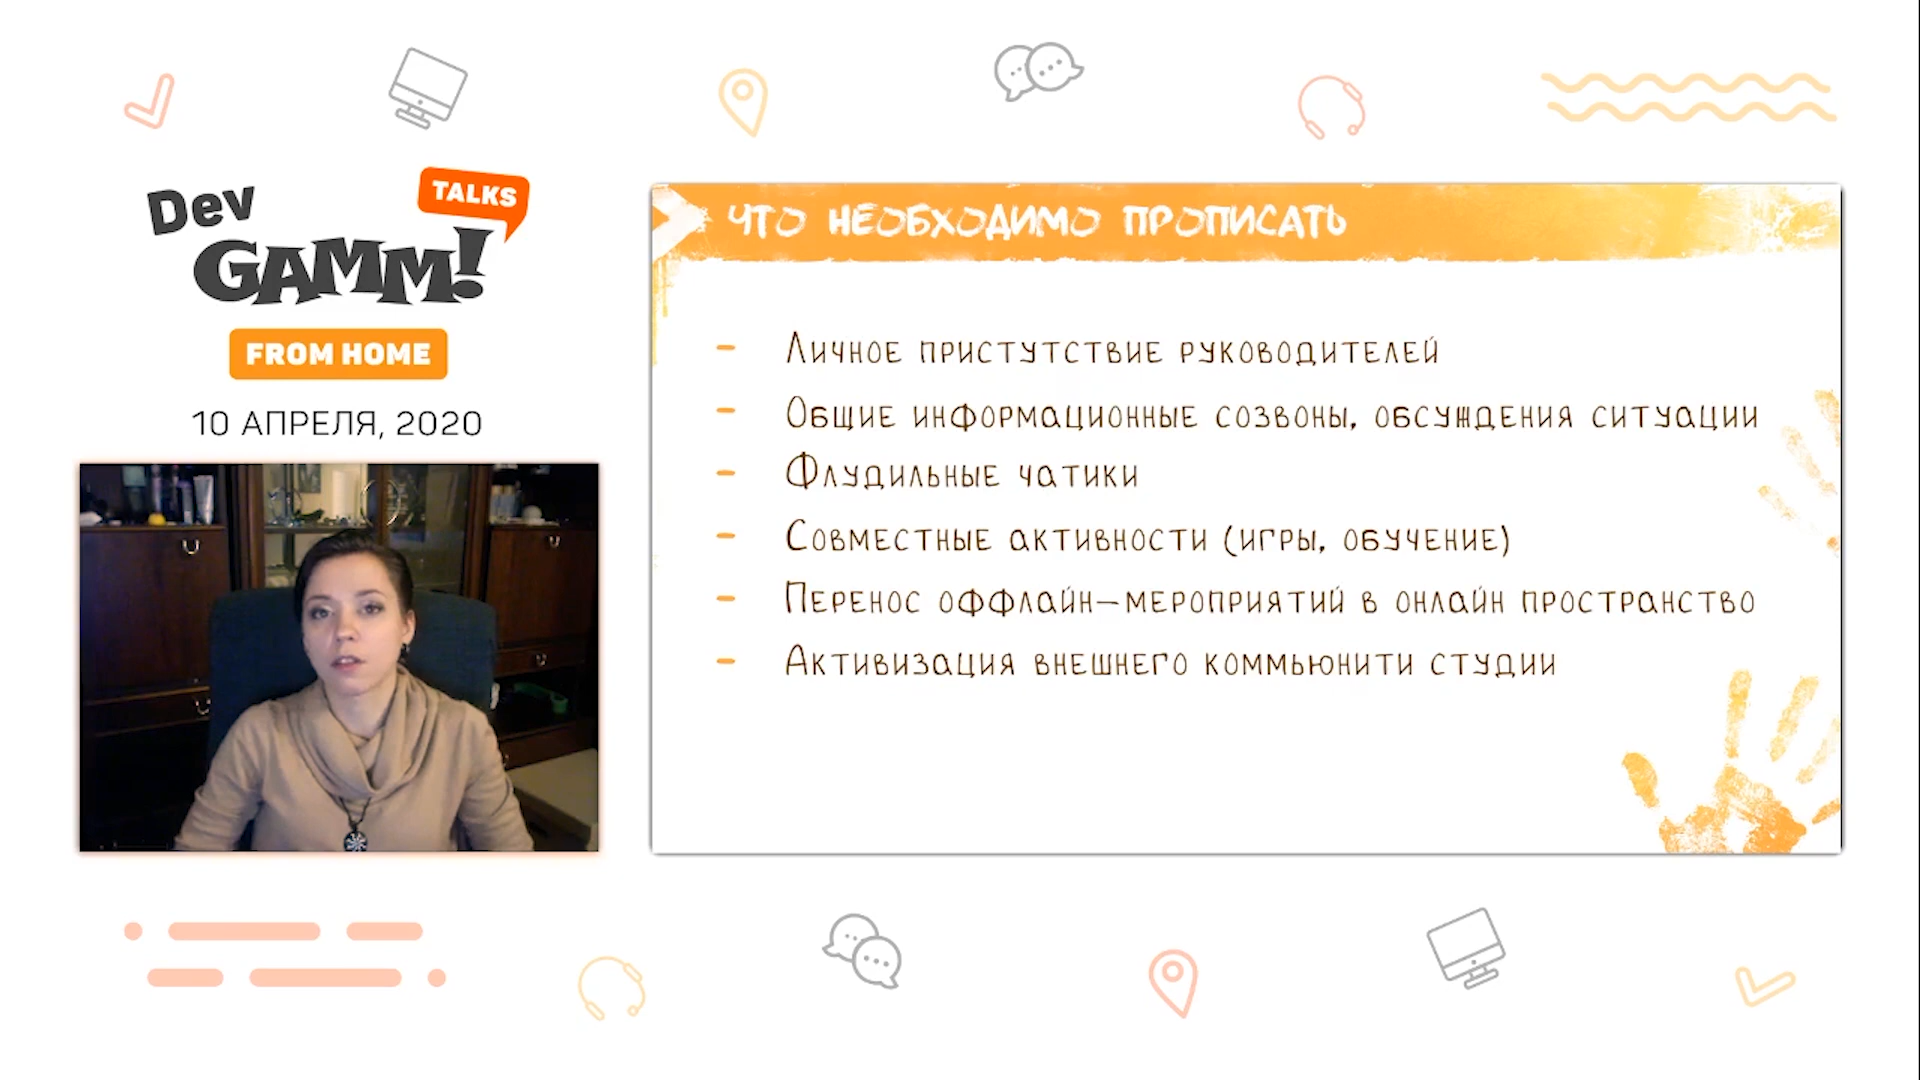 Dev
TALKS
GAMM!
FROM HOME
10 АПРЕЛЯ, 2020
ЧТО НЕОБХОДИМО ПРОПИСАТЬ
- Личное пристутствие руководителей
- Общие информационные созвоны, обсуждения ситуации
- Флудильные чатики
- Совместные активности (игры, обучение)
- Перенос оффлайн-мероприятий в онлайн пространство
- Активизация внешнего коммьюнити студии